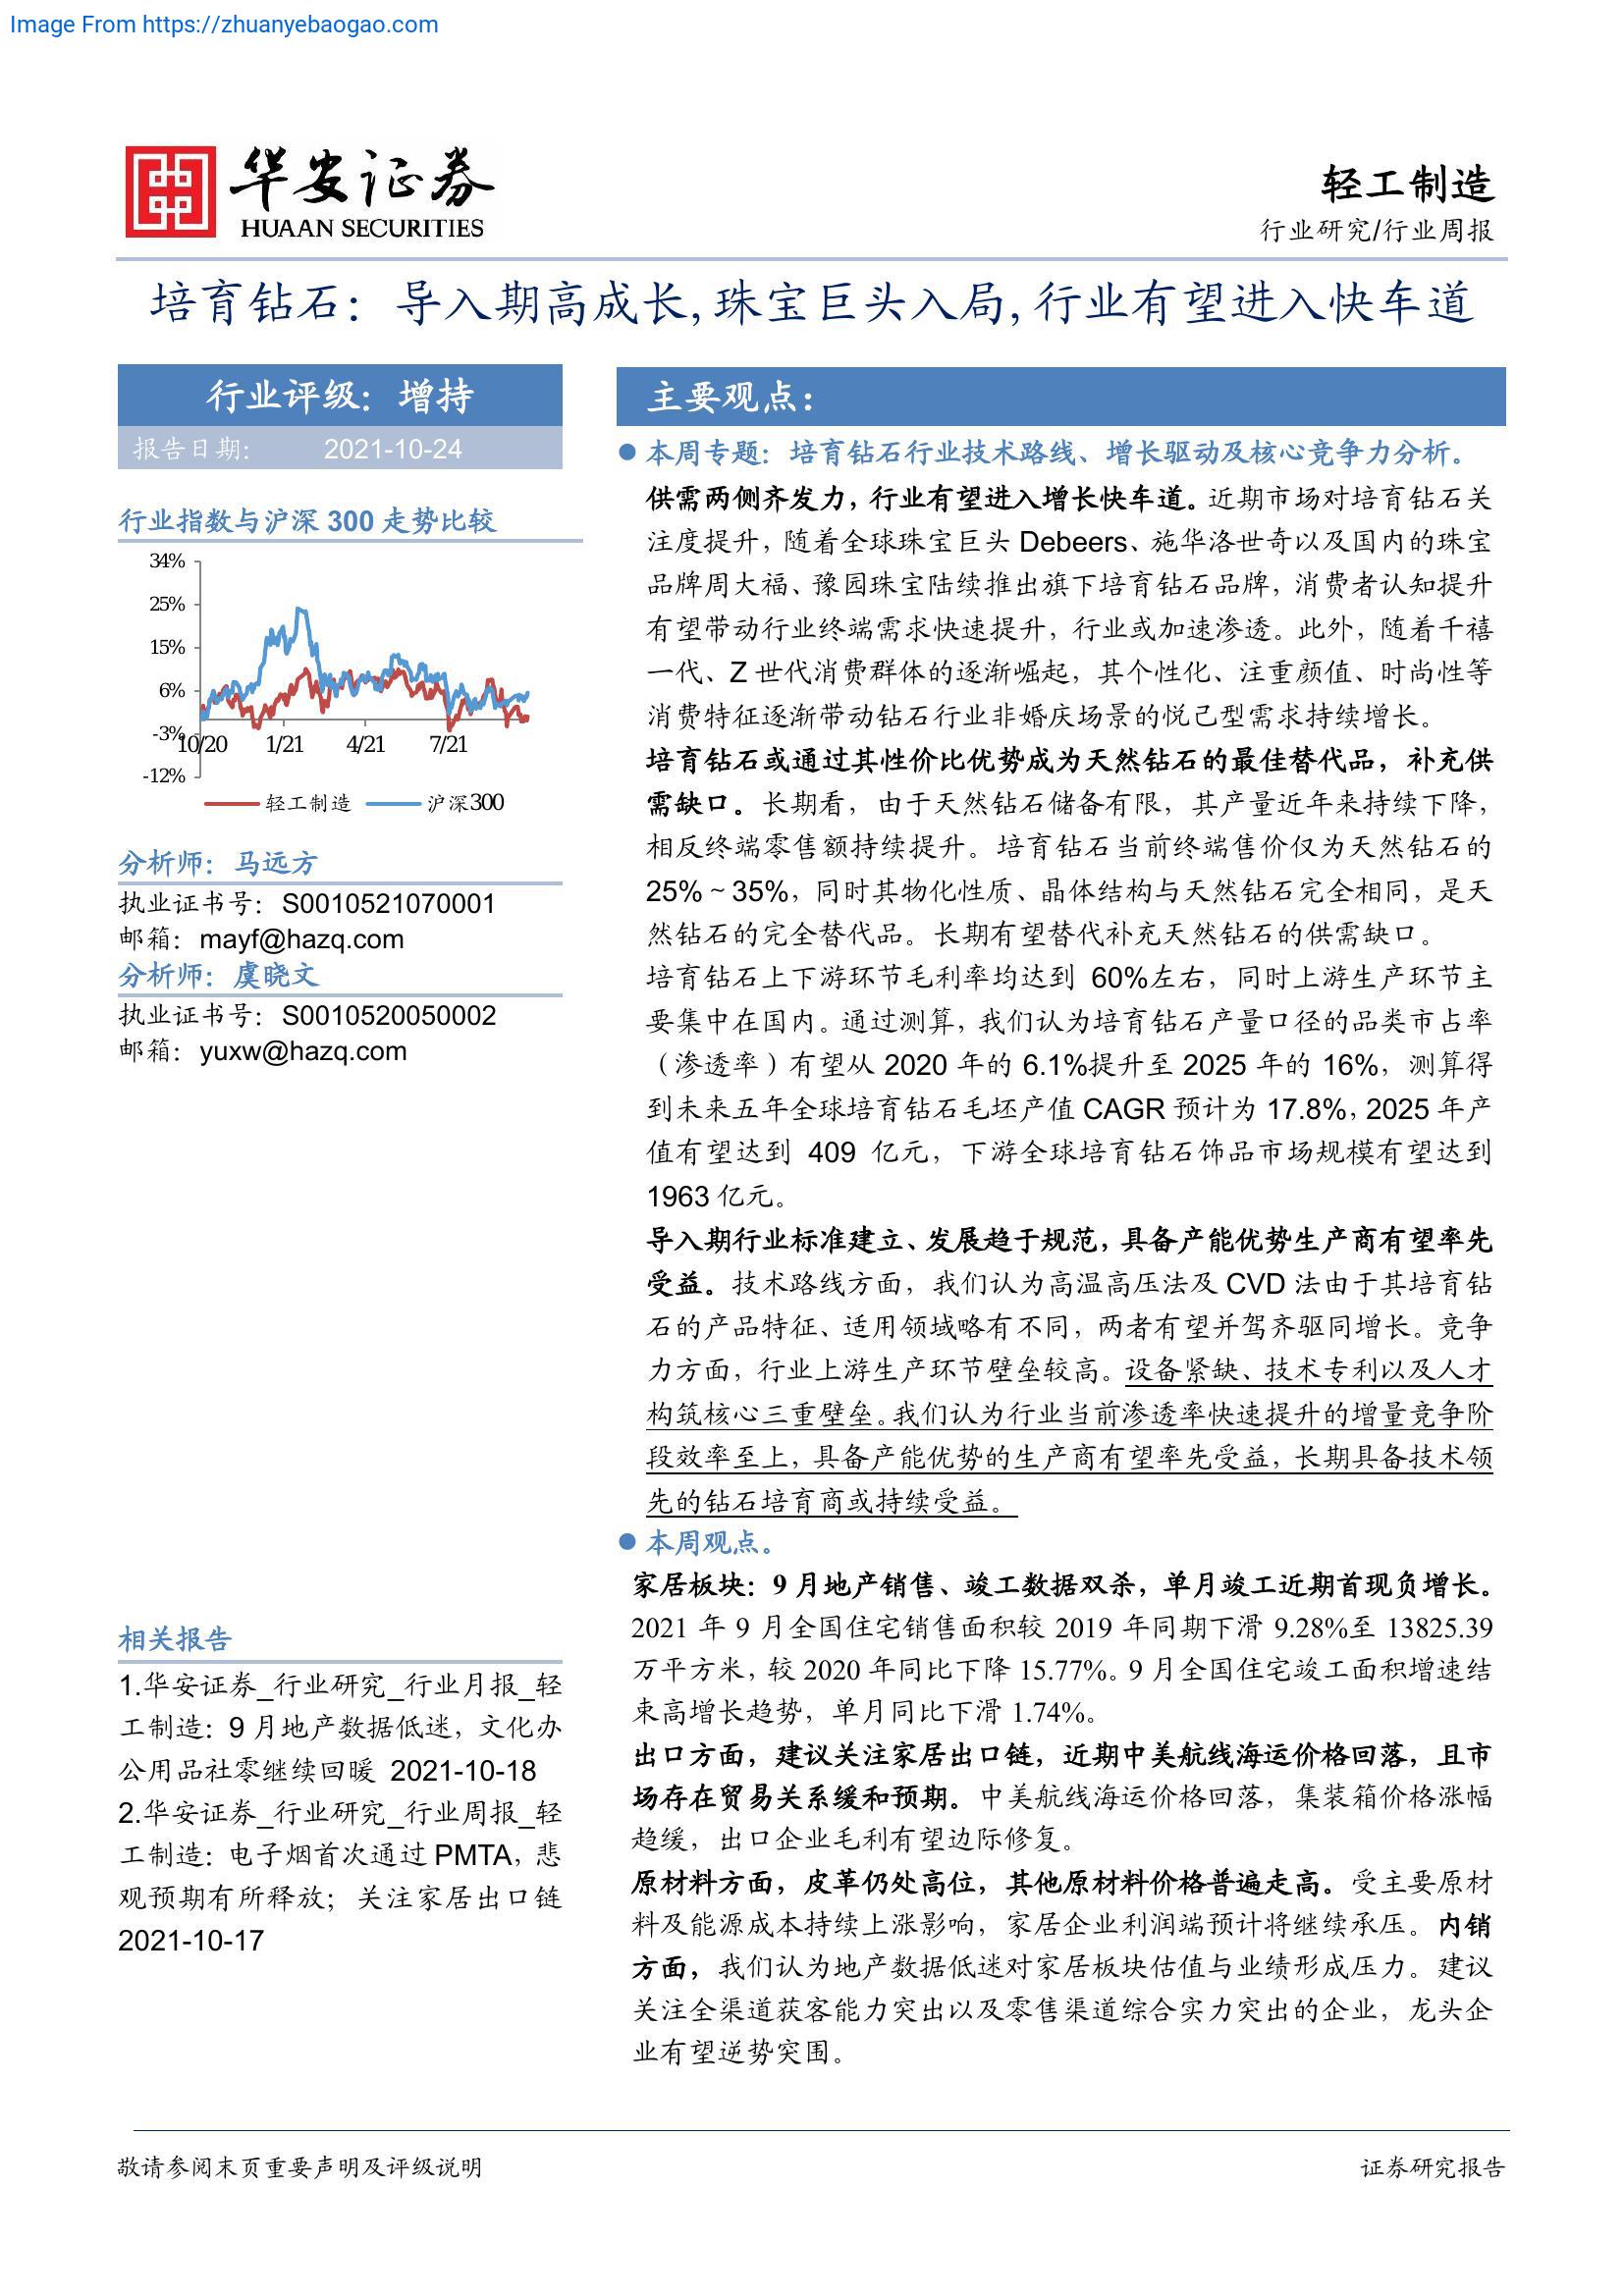 Image From https://zhuanyebaogao.com
华安证券
HUAAN SECURITIES
轻工制造
行业研究/行业周报
培育钻石：导入期高成长,珠宝巨头入局,行业有望进入快车道
行业评级：增持
报告日期： 2021-10-24
行业指数与沪深 300 走势比较
34%
25%
15%
6%
-3%
-12%
10/20 1/21 4/21 7/21
轻工制造 沪深300
分析师：马远方
执业证书号：S0010521070001
邮箱：mayf@hazq.com
分析师：虞晓文
执业证书号：S0010520050002
邮箱：yuxw@hazq.com
相关报告
1.华安证券_行业研究_行业月报_轻
工制造：9 月地产数据低迷，文化办
公用品社零继续回暖 2021-10-18
2.华安证券_行业研究_行业周报_轻
工制造：电子烟首次通过 PMTA，悲
观预期有所释放；关注家居出口链
2021-10-17
主要观点：
● 本周专题：培育钻石行业技术路线、增长驱动及核心竞争力分析。
供需两侧齐发力，行业有望进入增长快车道。近期市场对培育钻石关
注度提升，随着全球珠宝巨头 Debeers、施华洛世奇以及国内的珠宝
品牌周大福、豫园珠宝陆续推出旗下培育钻石品牌，消费者认知提升
有望带动行业终端需求快速提升，行业或加速渗透。此外，随着千禧
一代、Z 世代消费群体的逐渐崛起，其个性化、注重颜值、时尚性等
消费特征逐渐带动钻石行业非婚庆场景的悦己型需求持续增长。
培育钻石或通过其性价比优势成为天然钻石的最佳替代品，补充供
需缺口。长期看，由于天然钻石储备有限，其产量近年来持续下降，
相反终端零售额持续提升。培育钻石当前终端售价仅为天然钻石的
25%～35%，同时其物化性质、晶体结构与天然钻石完全相同，是天
然钻石的完全替代品。长期有望替代补充天然钻石的供需缺口。
培育钻石上下游环节毛利率均达到 60%左右，同时上游生产环节主
要集中在国内。通过测算，我们认为培育钻石产量口径的品类市占率
（渗透率）有望从 2020 年的 6.1%提升至 2025 年的 16%，测算得
到未来五年全球培育钻石毛坯产值 CAGR 预计为 17.8%，2025 年产
值有望达到 409 亿元，下游全球培育钻石饰品市场规模有望达到
1963 亿元。
导入期行业标准建立、发展趋于规范，具备产能优势生产商有望率先
受益。技术路线方面，我们认为高温高压法及 CVD 法由于其培育钻
石的产品特征、适用领域略有不同，两者有望并驾齐驱同增长。竞争
力方面，行业上游生产环节壁垒较高。设备紧缺、技术专利以及人才
构筑核心三重壁垒。我们认为行业当前渗透率快速提升的增量竞争阶
段效率至上，具备产能优势的生产商有望率先受益，长期具备技术领
先的钻石培育商或持续受益。
● 本周观点。
家居板块：9 月地产销售、竣工数据双杀，单月竣工近期首现负增长。
2021 年 9 月全国住宅销售面积较 2019 年同期下滑 9.28%至 13825.39
万平方米，较 2020 年同比下降 15.77%。9 月全国住宅竣工面积增速结
束高增长趋势，单月同比下滑 1.74%。
出口方面，建议关注家居出口链，近期中美航线海运价格回落，且市
场存在贸易关系缓和预期。中美航线海运价格回落，集装箱价格涨幅
趋缓，出口企业毛利有望边际修复。
原材料方面，皮革仍处高位，其他原材料价格普遍走高。受主要原材
料及能源成本持续上涨影响，家居企业利润端预计将继续承压。内销
方面，我们认为地产数据低迷对家居板块估值与业绩形成压力。建议
关注全渠道获客能力突出以及零售渠道综合实力突出的企业，龙头企
业有望逆势突围。
敬请参阅末页重要声明及评级说明
证券研究报告